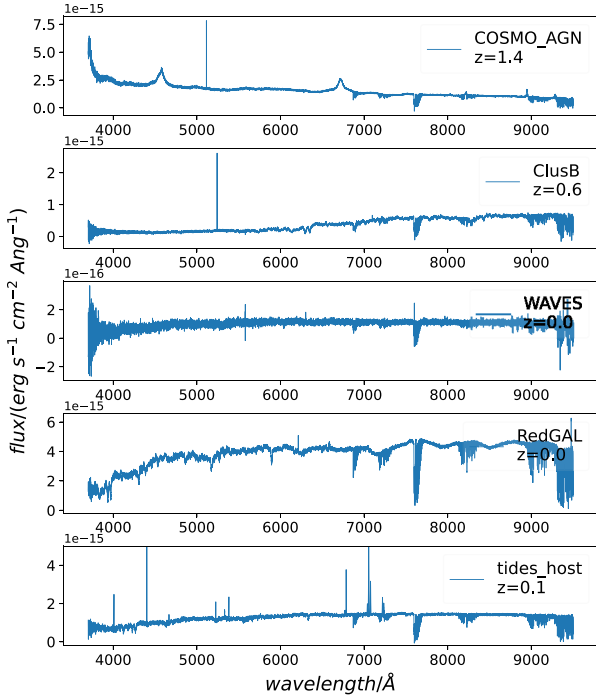 1e−15
7.5
5.0
2.5
0.0
COSMO_AGN
z=1.4
4000 5000 6000 7000 8000 9000
1e−15
2
1
0
ClusB
z=0.6
4000 5000 6000 7000 8000 9000
1e−16
2
0
−2
WAVES
z=0.0
4000 5000 6000 7000 8000 9000
1e−15
6
4
2
0
RedGAL
z=0.0
4000 5000 6000 7000 8000 9000
1e−15
4
2
0
tides_host
z=0.1
4000 5000 6000 7000 8000 9000
flux/(erg s⁻¹ cm⁻² Ang⁻¹)
wavelength/Å